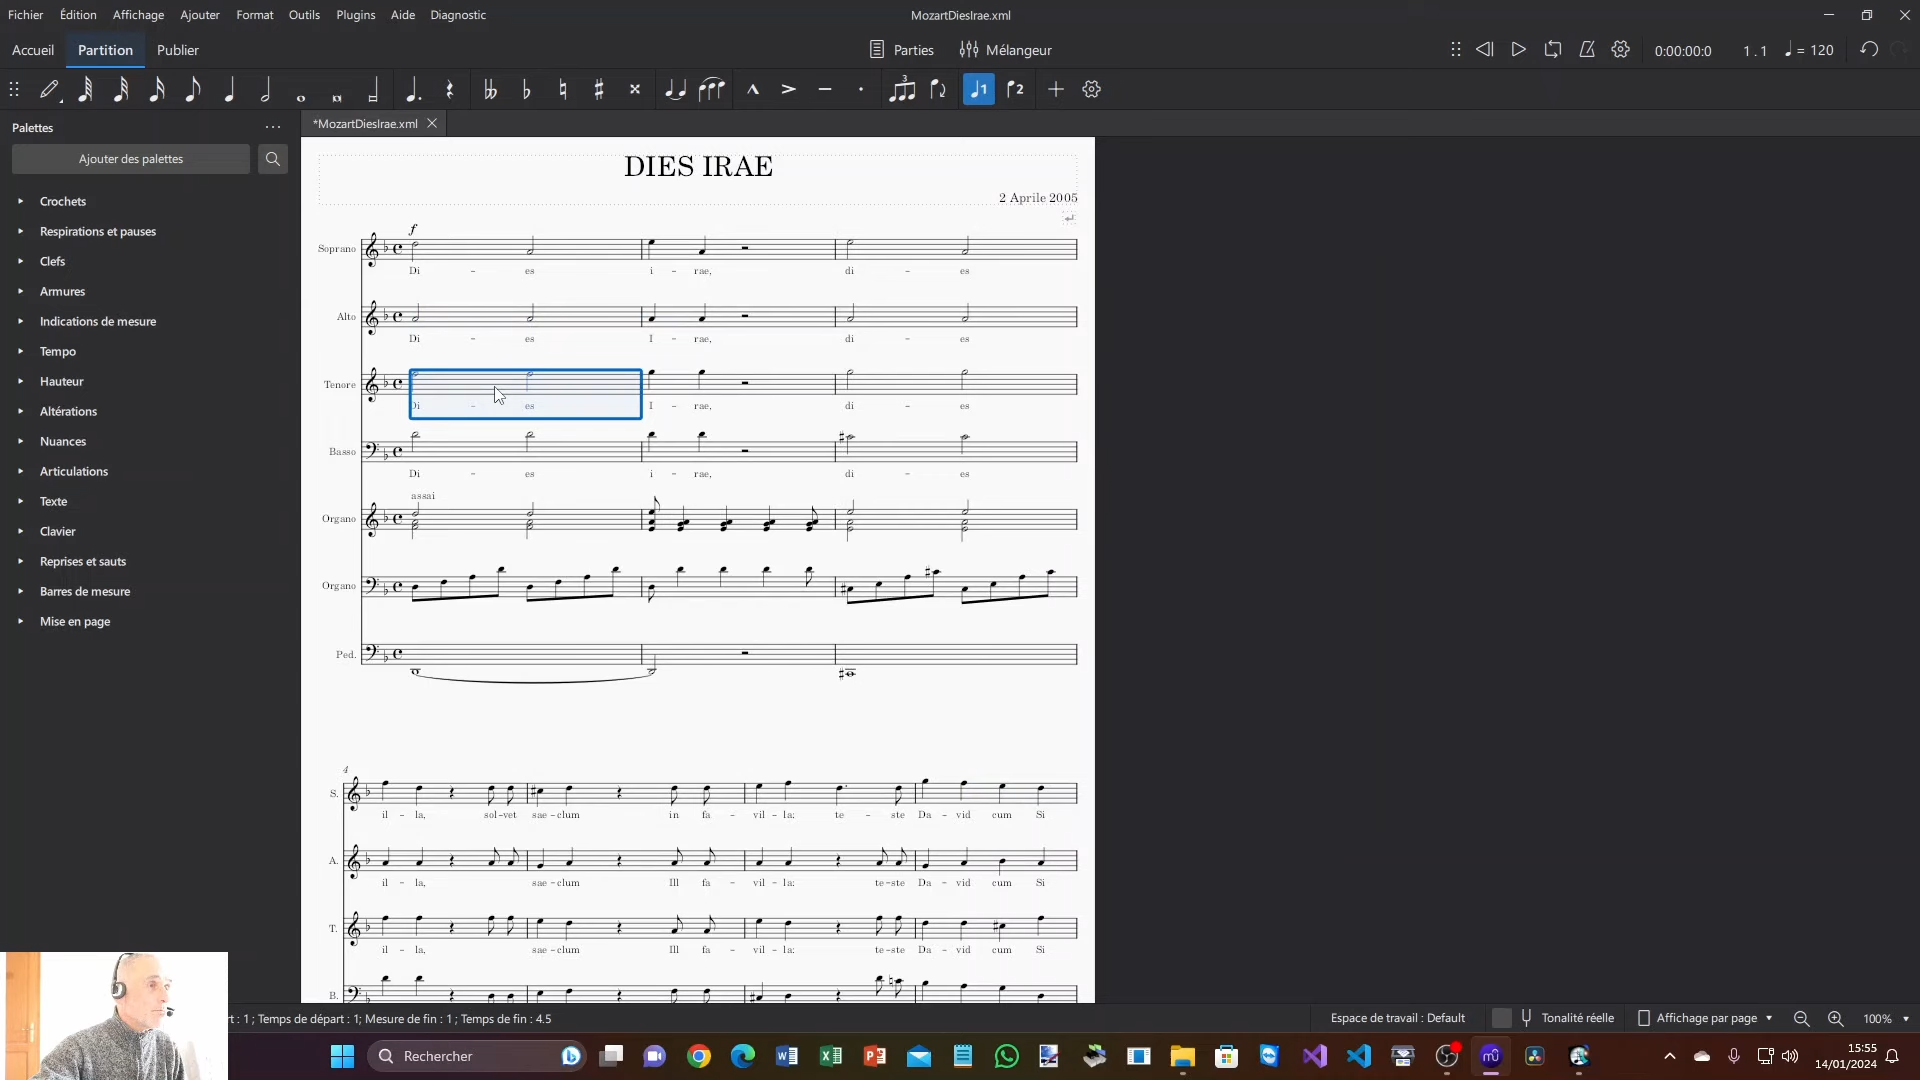 Fichier Édition Affichage Ajouter Format Outils Plugins Aide Diagnostic MozartDiesIrae.xml
Accueil Partition Publier Parties Mélangeur 0:00:00:0 1 . 1 = 120
Palettes
*MozartDiesIrae.xml
Ajouter des palettes
Crochets
Respirations et pauses
Clefs
Armures
Indications de mesure
Tempo
Hauteur
Altérations
Nuances
Articulations
Texte
Clavier
Reprises et sauts
Barres de mesure
Mise en page
DIES IRAE
2 Aprile 2005
f
Soprano
Di - es i - rae, di - es
Alto
Di - es I - rae, di - es
Tenore
Di - es I - rae, di - es
Basso
Di - es i - rae, di - es
assai
Organo
Organo
Ped.
4
S.
il - la, sol-vet sae-clum in fa - vil-la: te - ste Da - vid cum Si
A.
il - la, sae-clum Ill fa - vil-la: te-ste Da - vid cum Si
T.
il - la, sae-clum Ill fa - vil-la: te-ste Da - vid cum Si
B.
rt : 1 ; Temps de départ : 1; Mesure de fin : 1 ; Temps de fin : 4.5 Espace de travail : Default Tonalité réelle Affichage par page 100%
Rechercher
15:55
14/01/2024